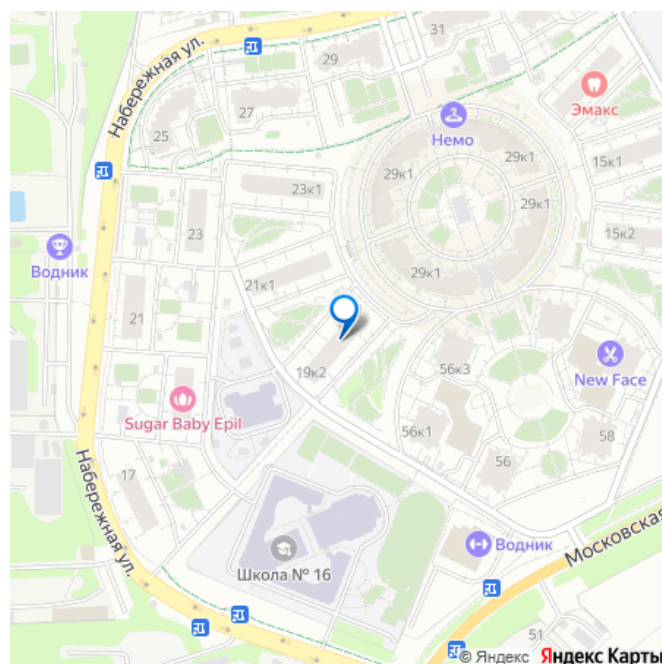 Набережная ул.
31
29
27
25
Эмакс
Немо
29к1
15к1
23к1
29к1
29к1
23
15к2
Водник
29к1
21к1
21
19к2
56к3
New Face
Sugar Baby Epil
56к1
58
56
17
Набережная ул.
Водник
Московская
Школа № 16
51
© Яндекс Яндекс Карты